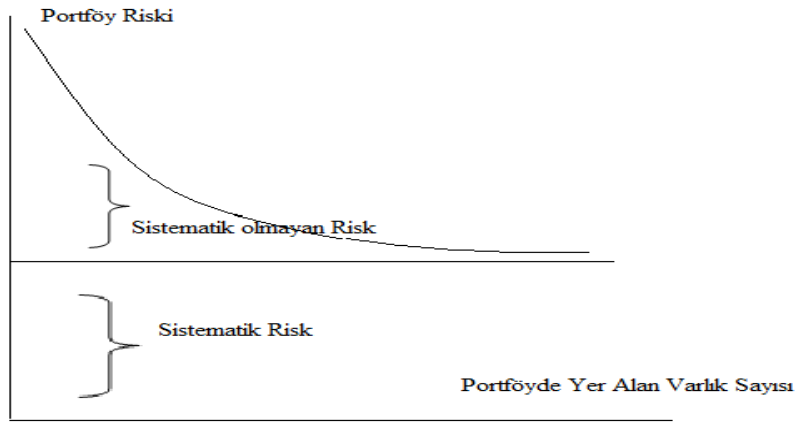 Portföy Riski
Sistematik olmayan Risk
Sistematik Risk
Portföyde Yer Alan Varlık Sayısı